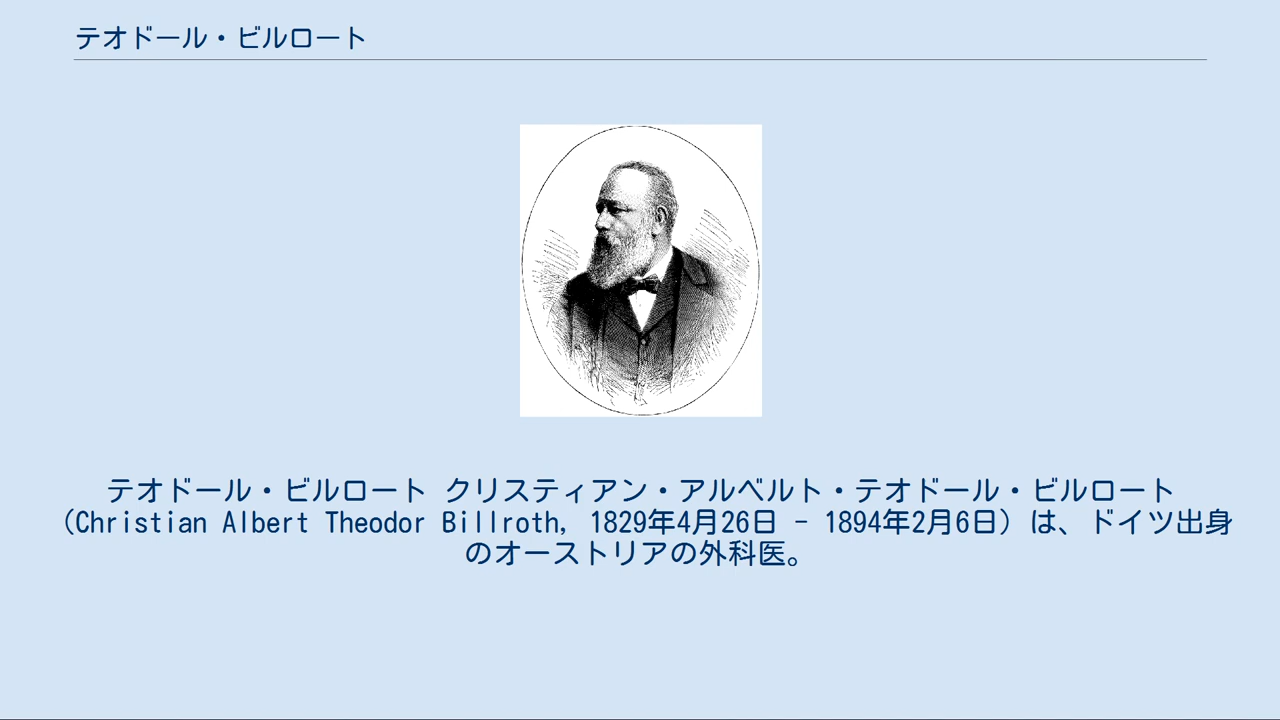 テオドール・ビルロート
テオドール・ビルロート クリスティアン・アルベルト・テオドール・ビルロート
(Christian Albert Theodor Billroth, 1829年4月26日 - 1894年2月6日) は、ドイツ出身
のオーストリアの外科医。